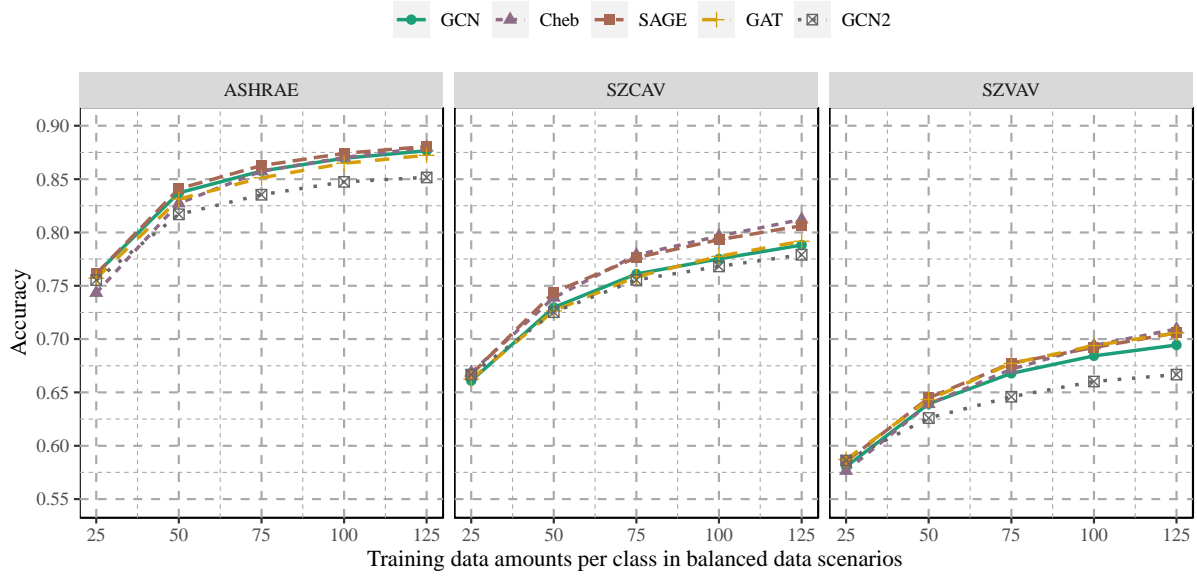 GCN Cheb SAGE GAT GCN2
ASHRAE SZCAV SZVAV
0.90
0.85
0.80
0.75
0.70
0.65
0.60
0.55
Accuracy
25 50 75 100 125 25 50 75 100 125 25 50 75 100 125
Training data amounts per class in balanced data scenarios